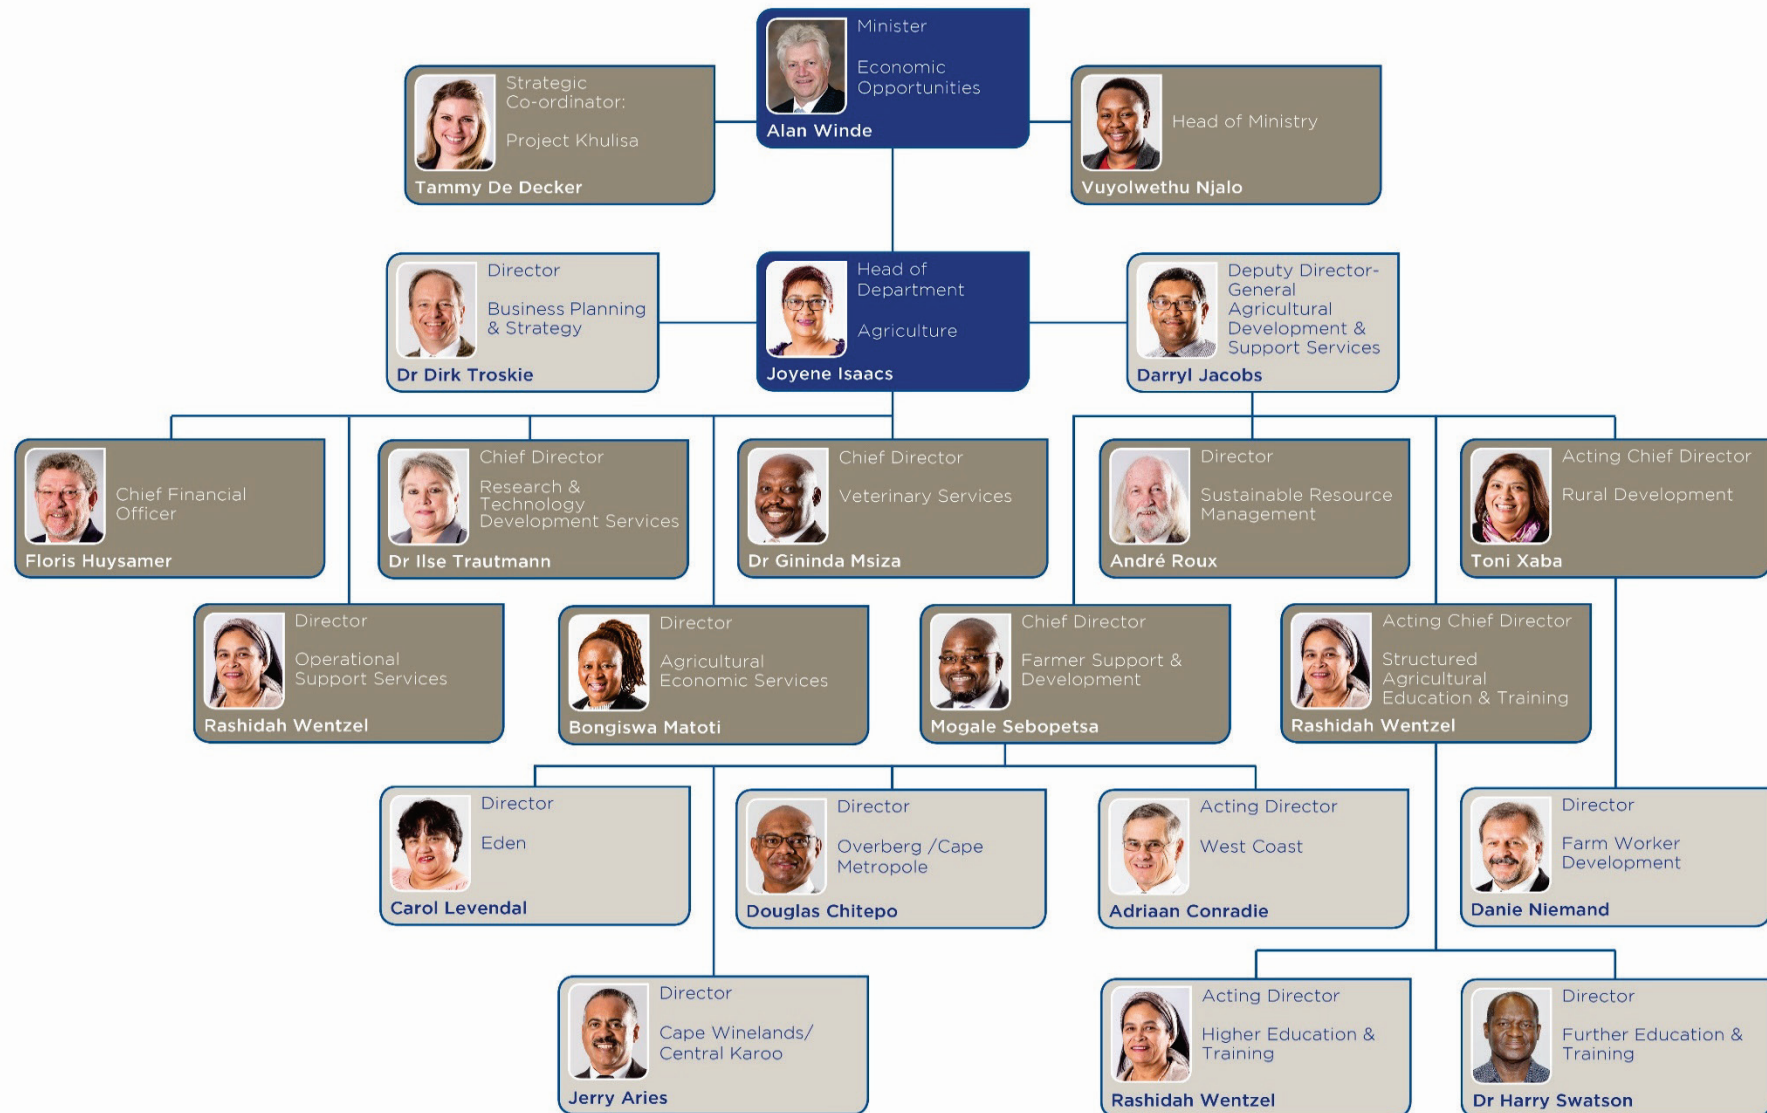 Minister
Economic
Opportunities
Alan Winde
Strategic
Co-ordinator:
Project Khulisa
Tammy De Decker
Head of Ministry
Vuyolwethu Njalo
Director
Business Planning
& Strategy
Dr Dirk Troskie
Head of
Department
Agriculture
Joyene Isaacs
Deputy Director-
General
Agricultural
Development &
Support Services
Darryl Jacobs
Chief Financial
Officer
Floris Huysamer
Chief Director
Research &
Technology
Development Services
Dr Ilse Trautmann
Chief Director
Veterinary Services
Dr Gininda Msiza
Director
Sustainable Resource
Management
André Roux
Acting Chief Director
Rural Development
Toni Xaba
Director
Operational
Support Services
Rashidah Wentzel
Director
Agricultural
Economic Services
Bongiswa Matoti
Chief Director
Farmer Support &
Development
Mogale Sebopetsa
Acting Chief Director
Structured
Agricultural
Education & Training
Rashidah Wentzel
Director
Eden
Carol Levendal
Director
Overberg /Cape
Metropole
Douglas Chitepo
Acting Director
West Coast
Adriaan Conradie
Director
Farm Worker
Development
Danie Niemand
Director
Cape Winelands/
Central Karoo
Jerry Aries
Acting Director
Higher Education &
Training
Rashidah Wentzel
Director
Further Education &
Training
Dr Harry Swatson